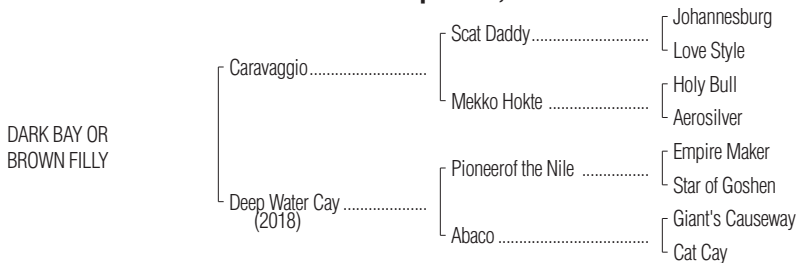 Johannesburg
Scat Daddy
Love Style
Caravaggio
Holy Bull
Mekko Hokte
Aerosilver
DARK BAY OR
BROWN FILLY
Empire Maker
Pioneerof the Nile
Star of Goshen
Deep Water Cay
(2018)
Giant's Causeway
Abaco
Cat Cay